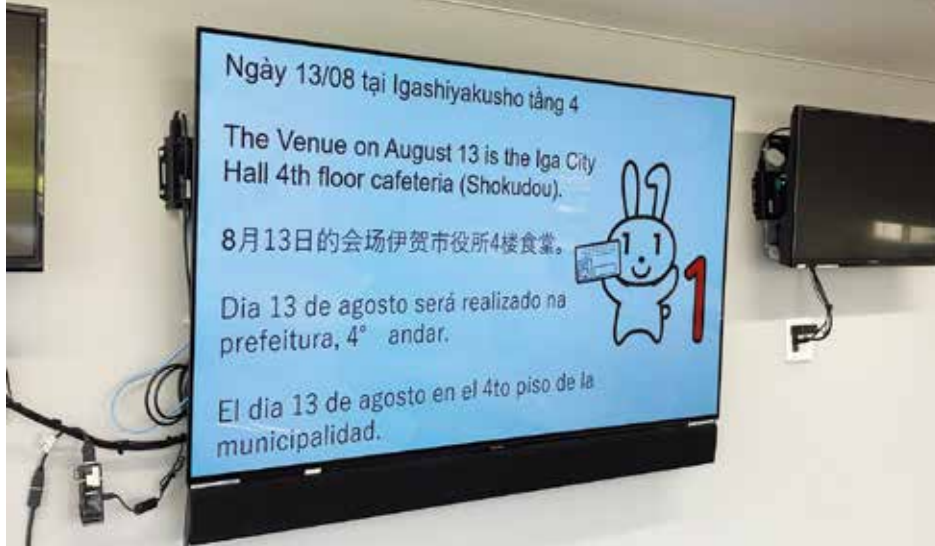 Ngày 13/08 tại Igashiyakusho tầng 4
The Venue on August 13 is the Iga City
Hall 4th floor cafeteria (Shokudou).
8月13日的会场伊贺市役所4楼食堂。
Dia 13 de agosto será realizado na
prefeitura, 4° andar.
El dia 13 de agosto en el 4to piso de la
municipalidad.
1 1
1